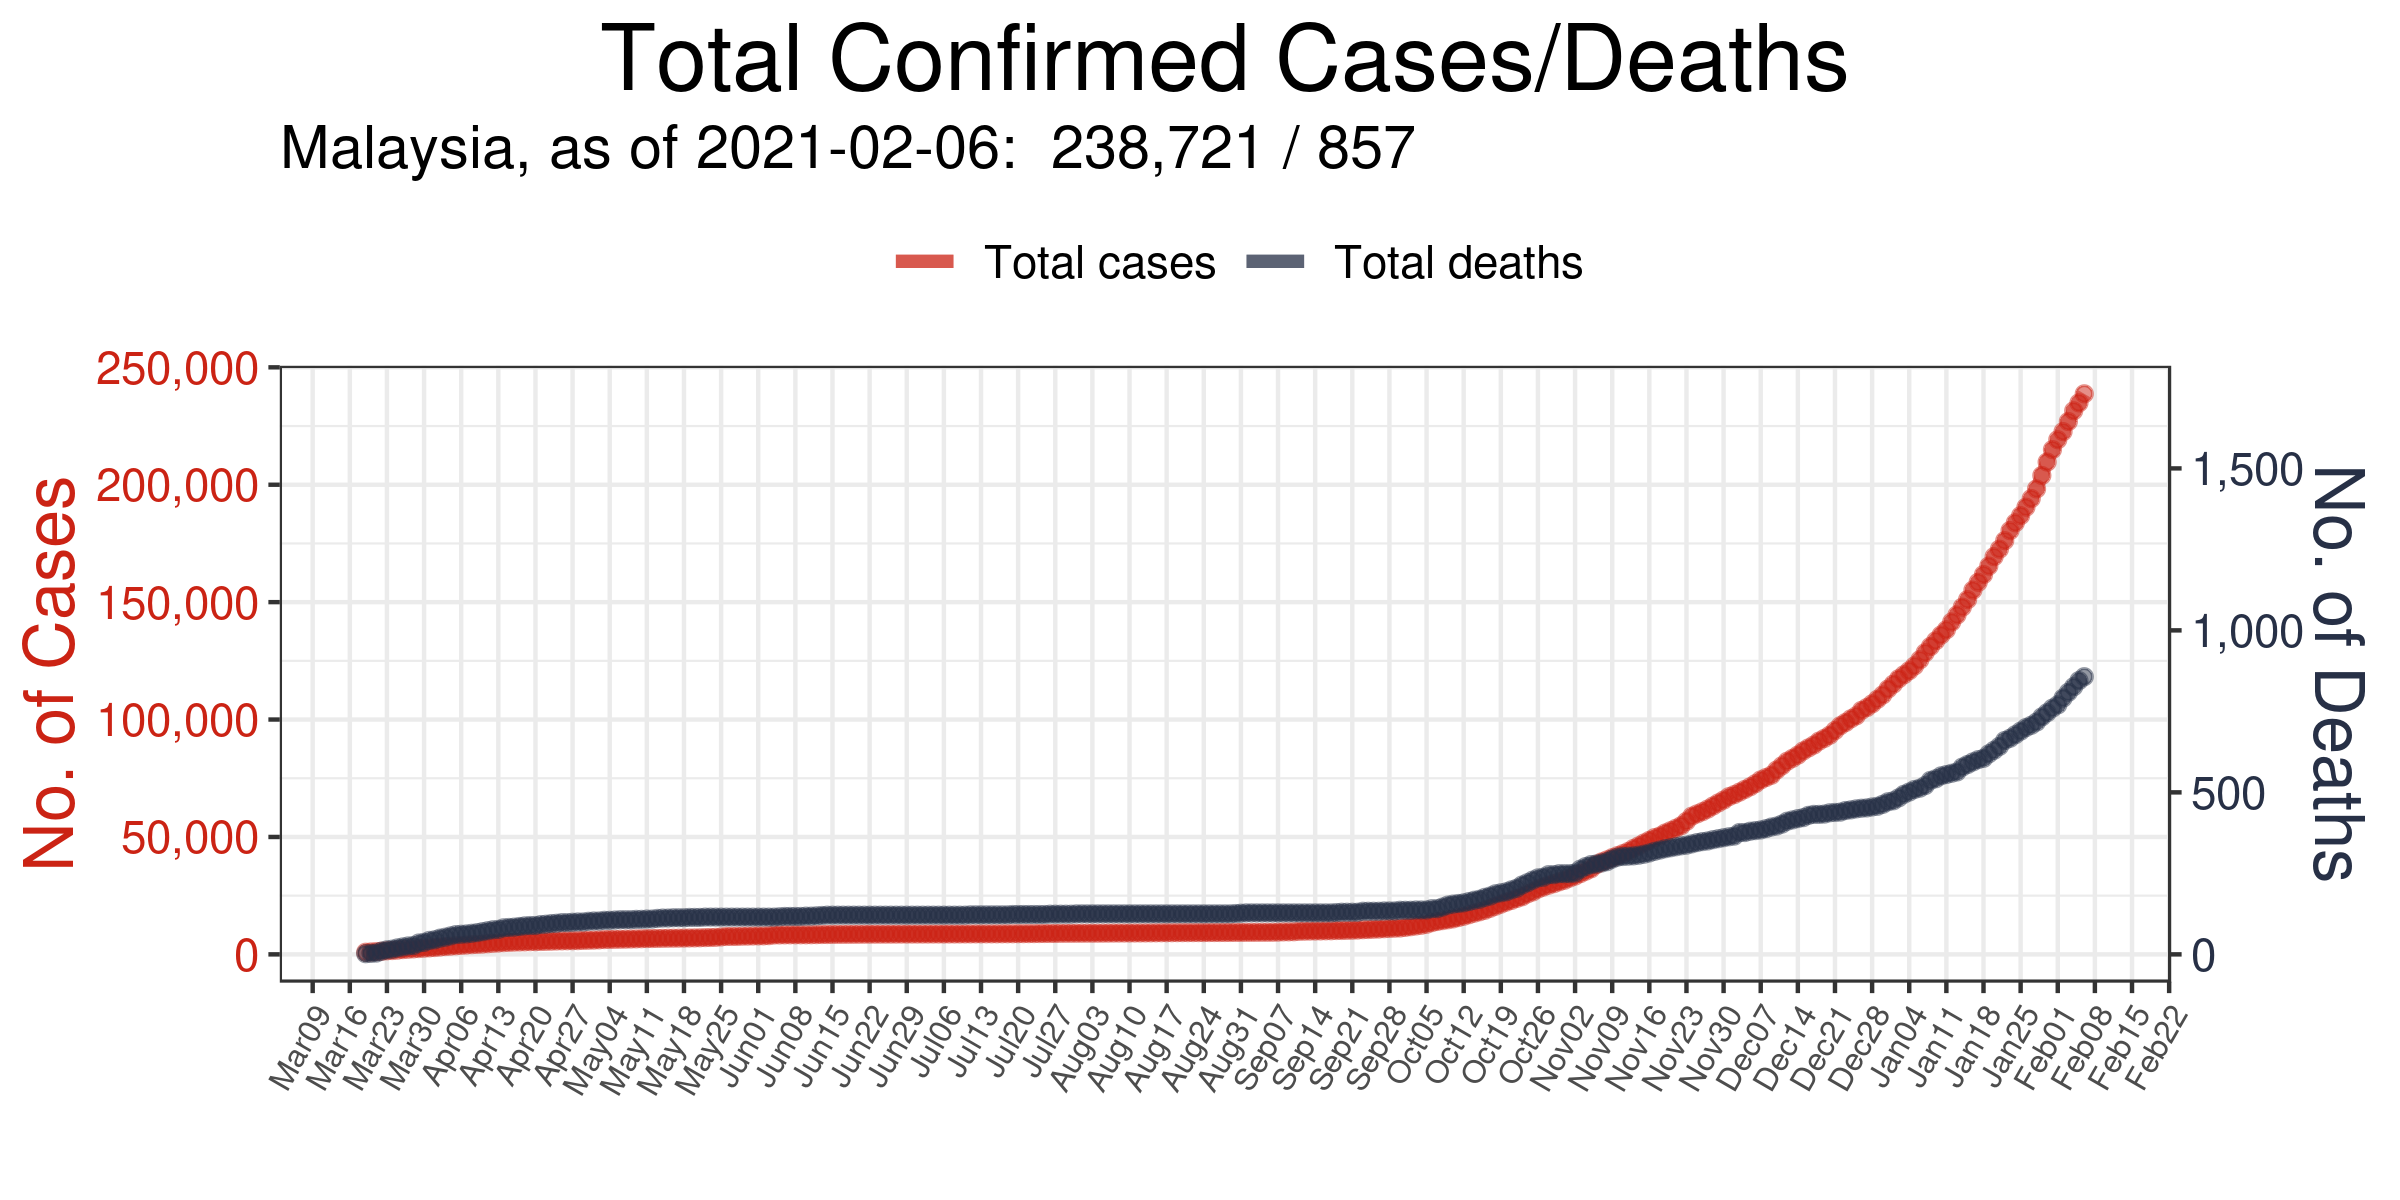 Total Confirmed Cases/Deaths
Malaysia, as of 2021-02-06:  238,721 / 857
Total cases
Total deaths
No. of Cases
250,000
200,000
150,000
100,000
50,000
0
1,500
1,000
500
0
No. of Deaths
Mar09
Mar16
Mar23
Mar30
Apr06
Apr13
Apr20
Apr27
May04
May11
May18
May25
Jun01
Jun08
Jun15
Jun22
Jun29
Jul06
Jul13
Jul20
Jul27
Aug03
Aug10
Aug17
Aug24
Aug31
Sep07
Sep14
Sep21
Sep28
Oct05
Oct12
Oct19
Oct26
Nov02
Nov09
Nov16
Nov23
Nov30
Dec07
Dec14
Dec21
Dec28
Jan04
Jan11
Jan18
Jan25
Feb01
Feb08
Feb15
Feb22